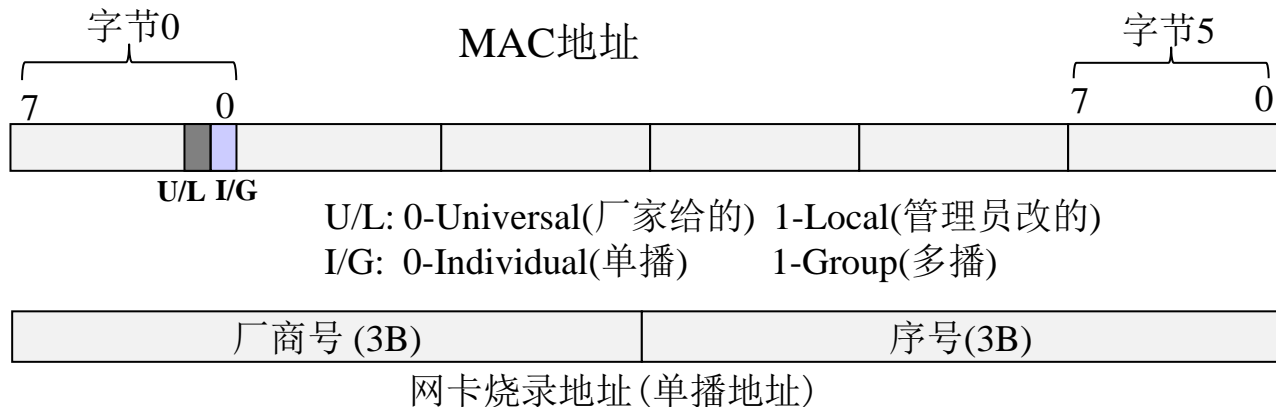 字节0 MAC地址 字节5
7 0 7 0
U/L I/G
U/L: 0-Universal(厂家给的) 1-Local(管理员改的)
I/G: 0-Individual(单播) 1-Group(多播)
厂商号 (3B) 序号(3B)
网卡烧录地址(单播地址)